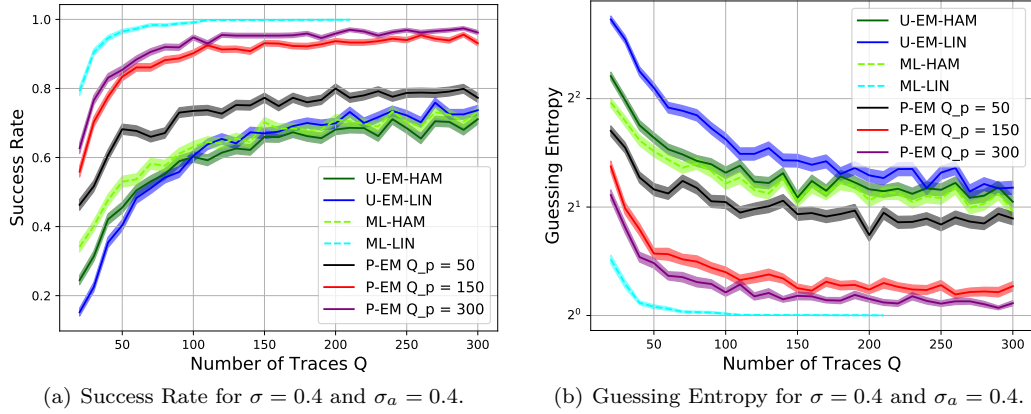 1.0
0.8
0.6
0.4
0.2
Success Rate
50 100 150 200 250 300
Number of Traces Q
U-EM-HAM
U-EM-LIN
ML-HAM
ML-LIN
P-EM Q_p = 50
P-EM Q_p = 150
P-EM Q_p = 300
(a) Success Rate for σ = 0.4 and σ_a = 0.4.
2^2
2^1
2^0
Guessing Entropy
50 100 150 200 250 300
Number of Traces Q
U-EM-HAM
U-EM-LIN
ML-HAM
ML-LIN
P-EM Q_p = 50
P-EM Q_p = 150
P-EM Q_p = 300
(b) Guessing Entropy for σ = 0.4 and σ_a = 0.4.